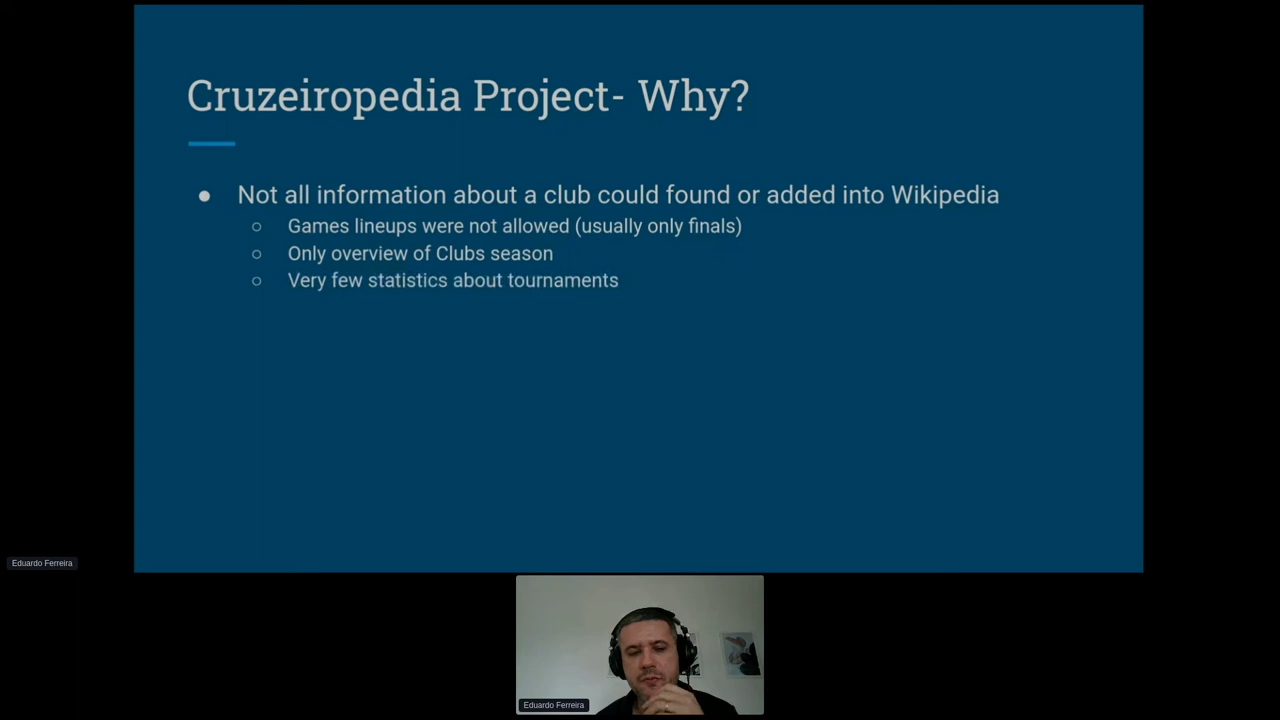 Cruzeiropedia Project- Why?
● Not all information about a club could found or added into Wikipedia
○ Games lineups were not allowed (usually only finals)
○ Only overview of Clubs season
○ Very few statistics about tournaments
Eduardo Ferreira
Eduardo Ferreira